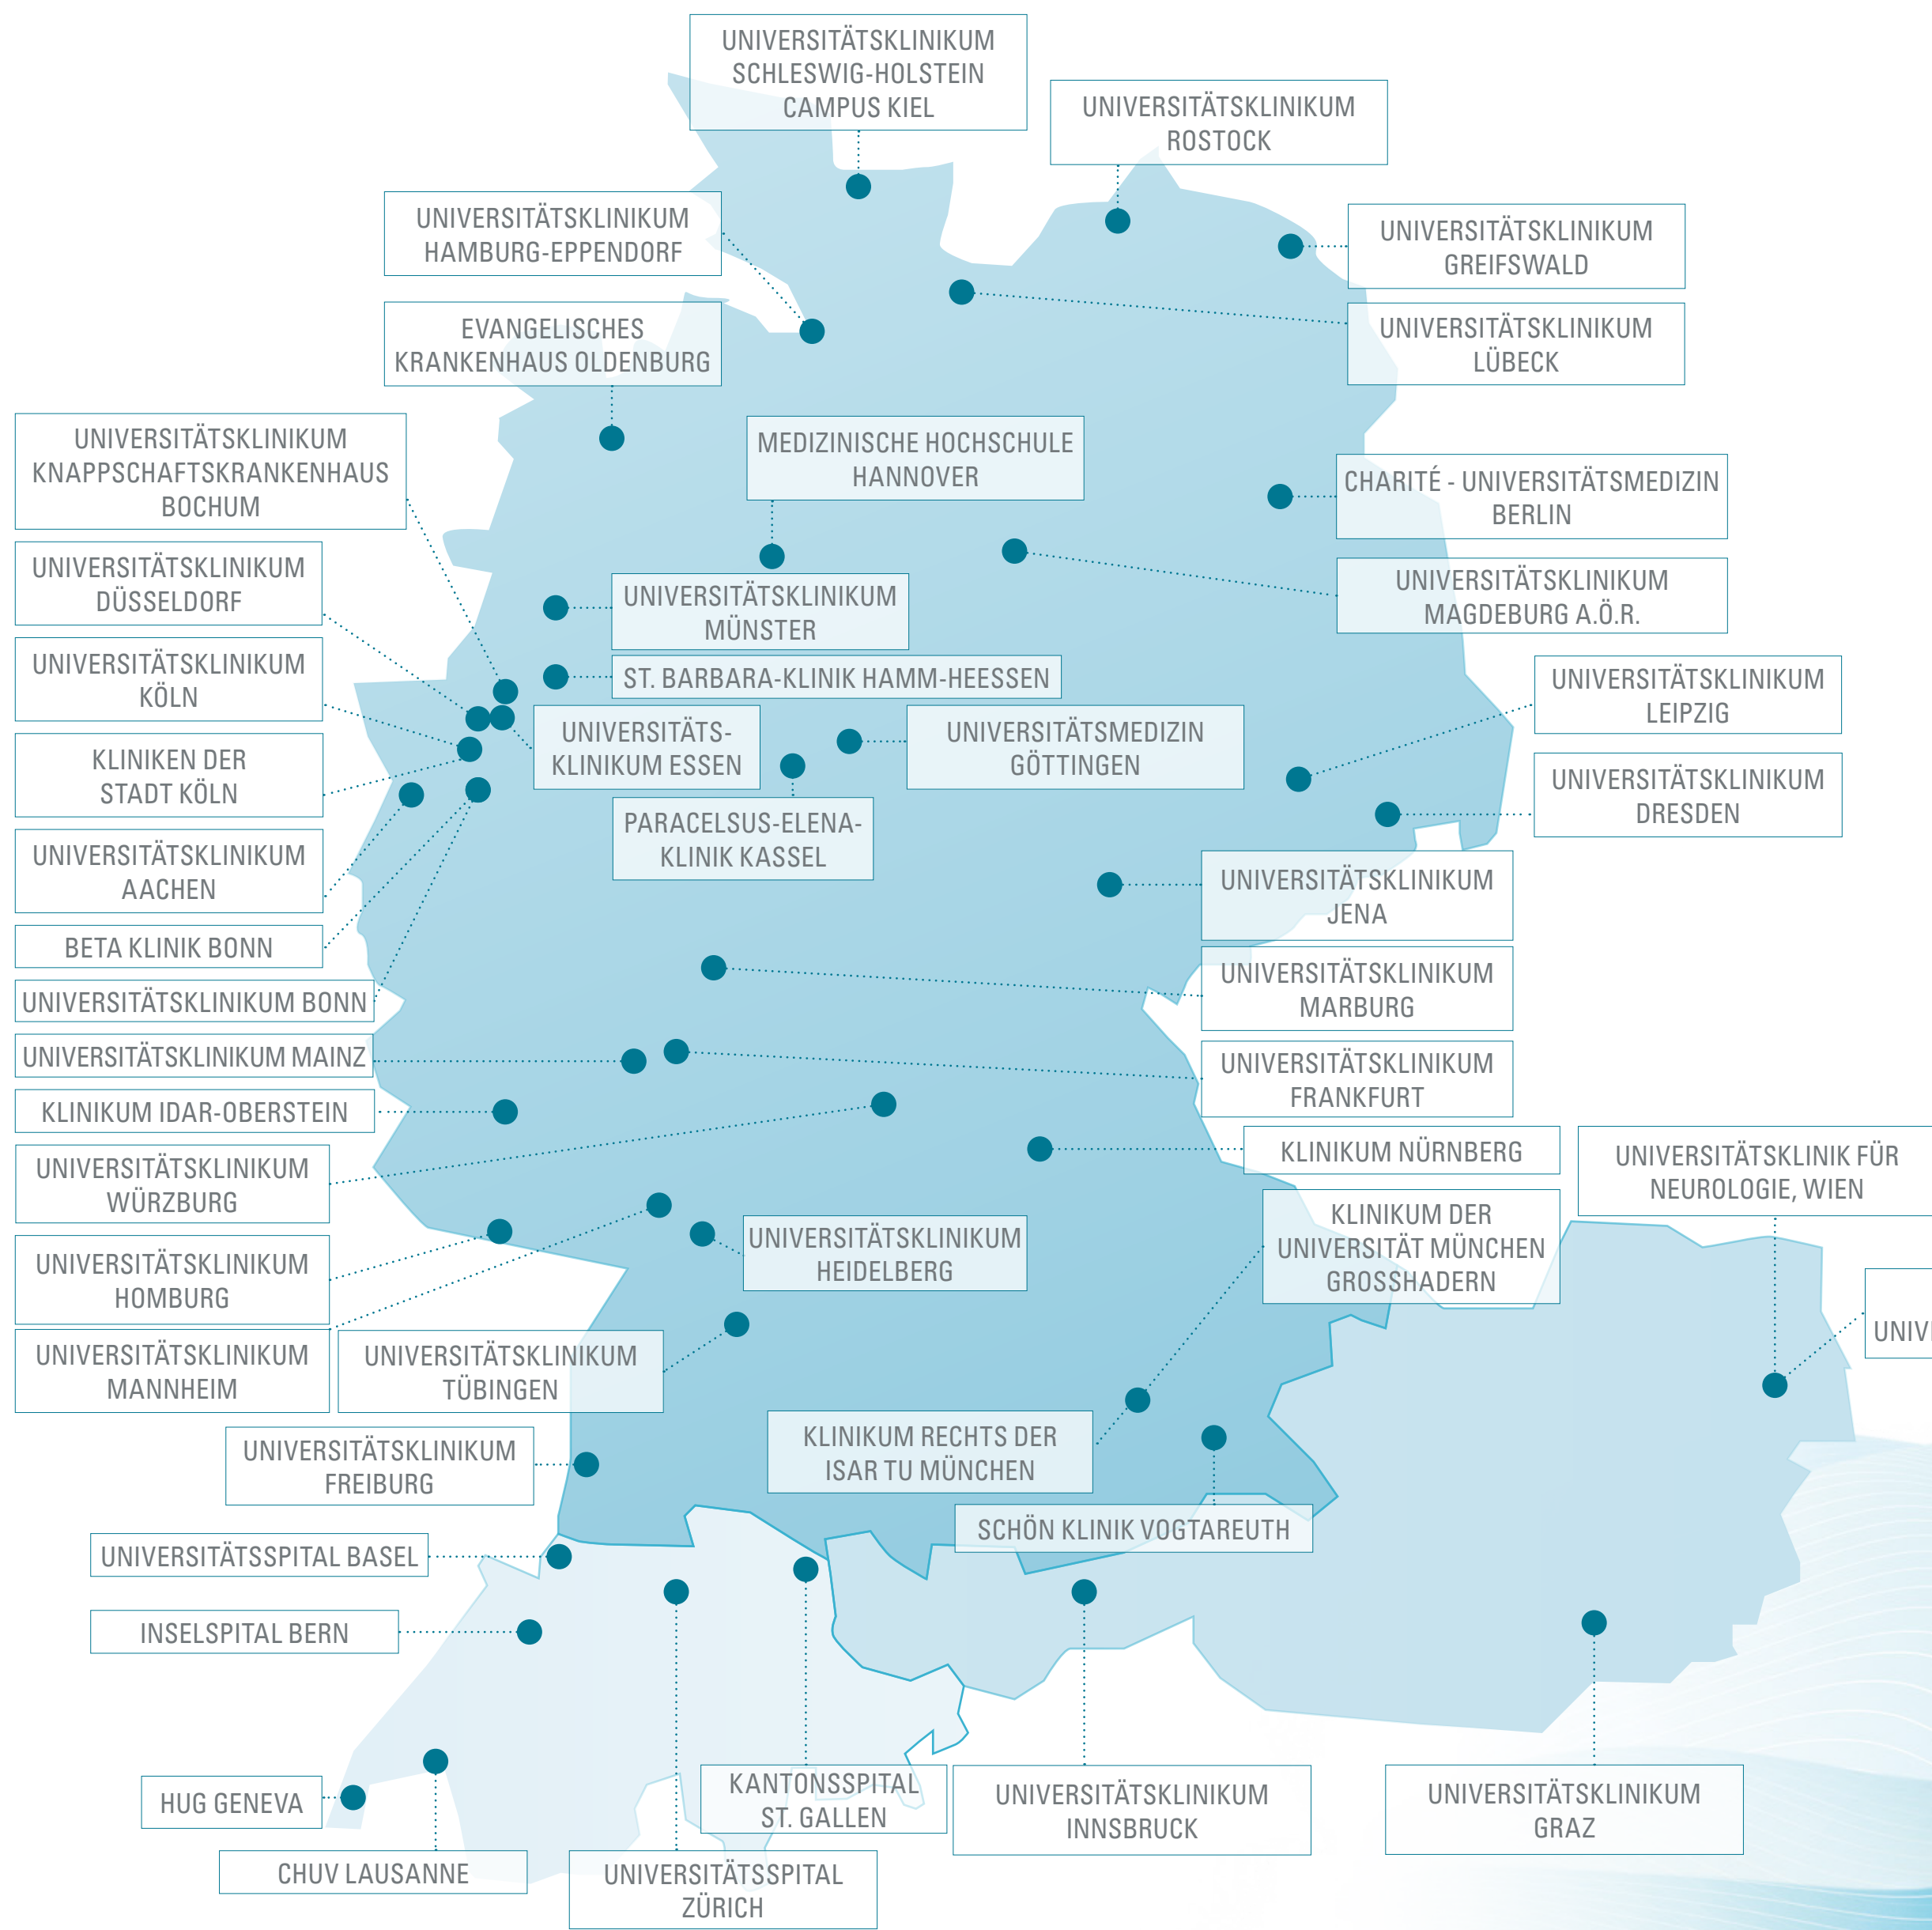 UNIVERSITÄTSKLINIKUM
SCHLESWIG-HOLSTEIN
CAMPUS KIEL
UNIVERSITÄTSKLINIKUM
ROSTOCK
UNIVERSITÄTSKLINIKUM
HAMBURG-EPPENDORF
UNIVERSITÄTSKLINIKUM
GREIFSWALD
EVANGELISCHES
KRANKENHAUS OLDENBURG
UNIVERSITÄTSKLINIKUM
LÜBECK
UNIVERSITÄTSKLINIKUM
KNAPPSCHAFTSKRANKENHAUS
BOCHUM
MEDIZINISCHE HOCHSCHULE
HANNOVER
CHARITÉ - UNIVERSITÄTSMEDIZIN
BERLIN
UNIVERSITÄTSKLINIKUM
DÜSSELDORF
UNIVERSITÄTSKLINIKUM
MÜNSTER
UNIVERSITÄTSKLINIKUM
MAGDEBURG A.Ö.R.
UNIVERSITÄTSKLINIKUM
KÖLN
ST. BARBARA-KLINIK HAMM-HEESSEN
UNIVERSITÄTSKLINIKUM
LEIPZIG
KLINIKEN DER
STADT KÖLN
UNIVERSITÄTS-
KLINIKUM ESSEN
UNIVERSITÄTSMEDIZIN
GÖTTINGEN
UNIVERSITÄTSKLINIKUM
DRESDEN
PARACELSUS-ELENA-
KLINIK KASSEL
UNIVERSITÄTSKLINIKUM
AACHEN
UNIVERSITÄTSKLINIKUM
JENA
BETA KLINIK BONN
UNIVERSITÄTSKLINIKUM BONN
UNIVERSITÄTSKLINIKUM
MARBURG
UNIVERSITÄTSKLINIKUM MAINZ
UNIVERSITÄTSKLINIKUM
FRANKFURT
KLINIKUM IDAR-OBERSTEIN
UNIVERSITÄTSKLINIKUM
WÜRZBURG
KLINIKUM NÜRNBERG
UNIVERSITÄTSKLINIK FÜR
NEUROLOGIE, WIEN
UNIVERSITÄTSKLINIKUM
HOMBURG
UNIVERSITÄTSKLINIKUM
HEIDELBERG
KLINIKUM DER
UNIVERSITÄT MÜNCHEN
GROSSHADERN
UNIVERSITÄTSKLINIKUM
MANNHEIM
UNIVERSITÄTSKLINIKUM
TÜBINGEN
KLINIKUM RECHTS DER
ISAR TU MÜNCHEN
UNIVERSITÄTSKLINIKUM
FREIBURG
SCHÖN KLINIK VOGTAREUTH
UNIVERSITÄTSSPITAL BASEL
INSELSPITAL BERN
HUG GENEVA
KANTONSSPITAL
ST. GALLEN
UNIVERSITÄTSKLINIKUM
INNSBRUCK
UNIVERSITÄTSKLINIKUM
GRAZ
CHUV LAUSANNE
UNIVERSITÄTSSPITAL
ZÜRICH